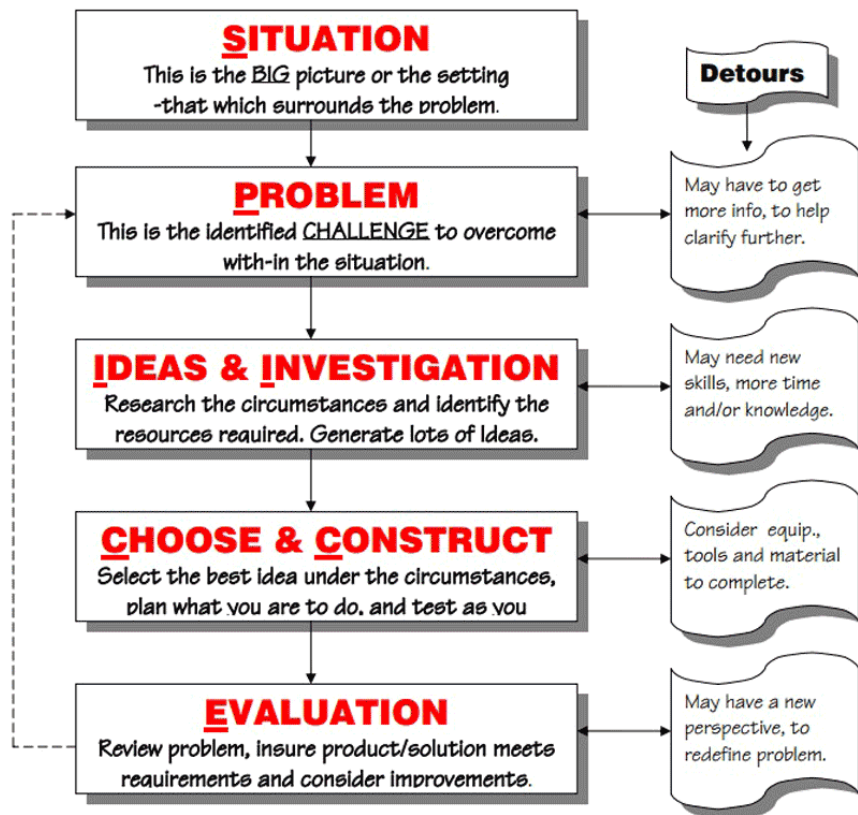 SITUATION
This is the BIG picture or the setting
-that which surrounds the problem.
Detours
PROBLEM
This is the identified CHALLENGE to overcome
with-in the situation.
May have to get
more info, to help
clarify further.
IDEAS & INVESTIGATION
Research the circumstances and identify the
resources required. Generate lots of Ideas.
May need new
skills, more time
and/or knowledge.
CHOOSE & CONSTRUCT
Select the best idea under the circumstances,
plan what you are to do, and test as you
Consider equip.,
tools and material
to complete.
EVALUATION
Review problem, insure product/solution meets
requirements and consider improvements.
May have a new
perspective, to
redefine problem.